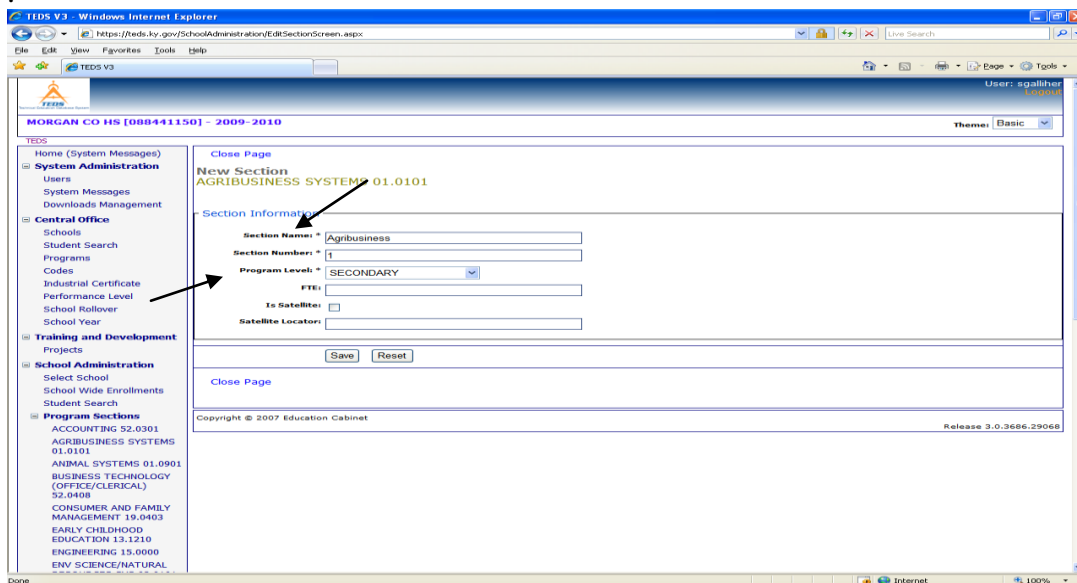 TEDS V3 - Windows Internet Explorer
https://teds.ky.gov/SchoolAdministration/EditSectionScreen.aspx
Live Search
File Edit View Favorites Tools Help
TEDS V3
Page Tools
User: sgalliher
Logout
TEDS
MORGAN CO HS [088441150] - 2009-2010
Theme: Basic
TEDS
Home (System Messages)
System Administration
Users
System Messages
Downloads Management
Central Office
Schools
Student Search
Programs
Codes
Industrial Certificate
Performance Level
School Rollover
School Year
Training and Development
Projects
School Administration
Select School
School Wide Enrollments
Student Search
Program Sections
ACCOUNTING 52.0301
AGRIBUSINESS SYSTEMS
01.0101
ANIMAL SYSTEMS 01.0901
BUSINESS TECHNOLOGY
(OFFICE/CLERICAL)
52.0408
CONSUMER AND FAMILY
MANAGEMENT 19.0403
EARLY CHILDHOOD
EDUCATION 13.1210
ENGINEERING 15.0000
ENV SCIENCE/NATURAL
Close Page
New Section
AGRIBUSINESS SYSTEMS 01.0101
Section Information
Section Name: * Agribusiness
Section Number: * 1
Program Level: * SECONDARY
FTE:
Is Satellite:
Satellite Locator:
Save Reset
Close Page
Copyright © 2007 Education Cabinet
Release 3.0.3686.29068
Done
Internet
100%